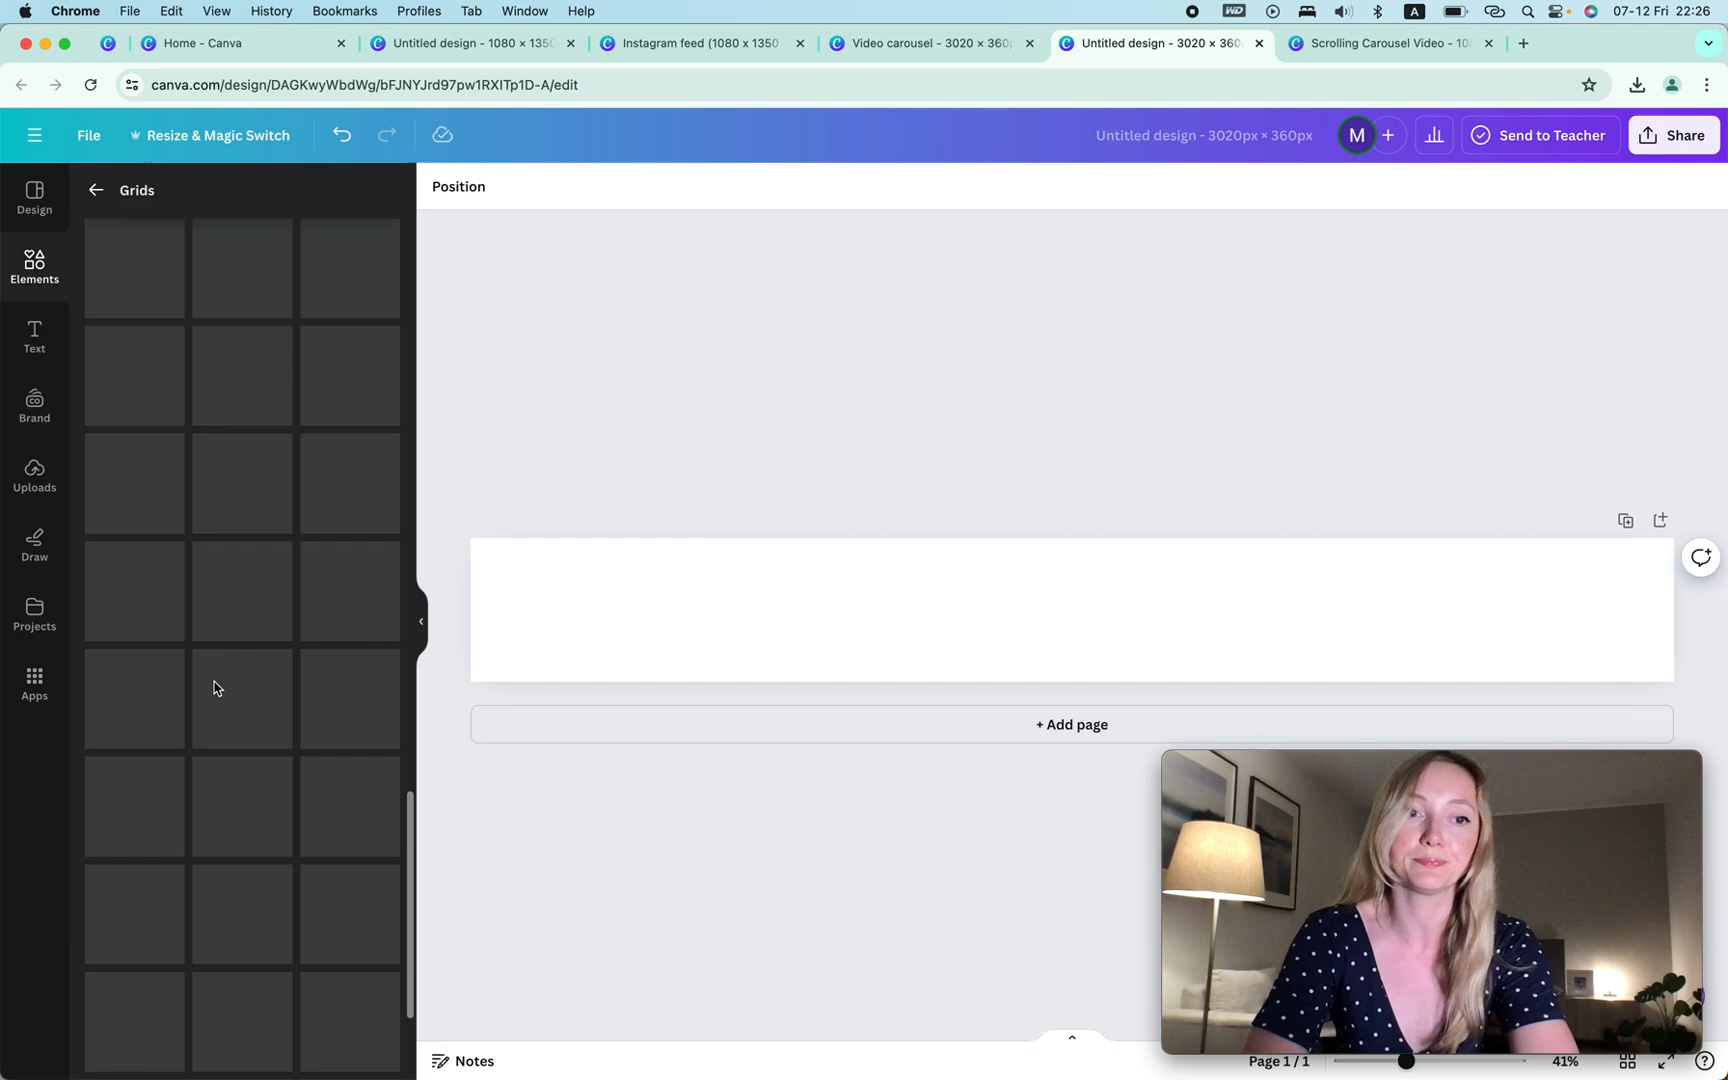 Chrome File Edit View History Bookmarks Profiles Tab Window Help
WD A 07-12 Fri 22:26
Home - Canva
Untitled design - 1080 × 135
Instagram feed (1080 x 1350
Video carousel - 3020 × 360
Untitled design - 3020 × 360
Scrolling Carousel Video - 10
canva.com/design/DAGKwyWbdWg/bFJNYJrd97pw1RXITp1D-A/edit
File Resize & Magic Switch
Untitled design - 3020px × 360px
M
Send to Teacher
Share
Design
Elements
Text
Brand
Uploads
Draw
Projects
Apps
Grids
Position
+ Add page
Notes
Page 1 / 1
41%